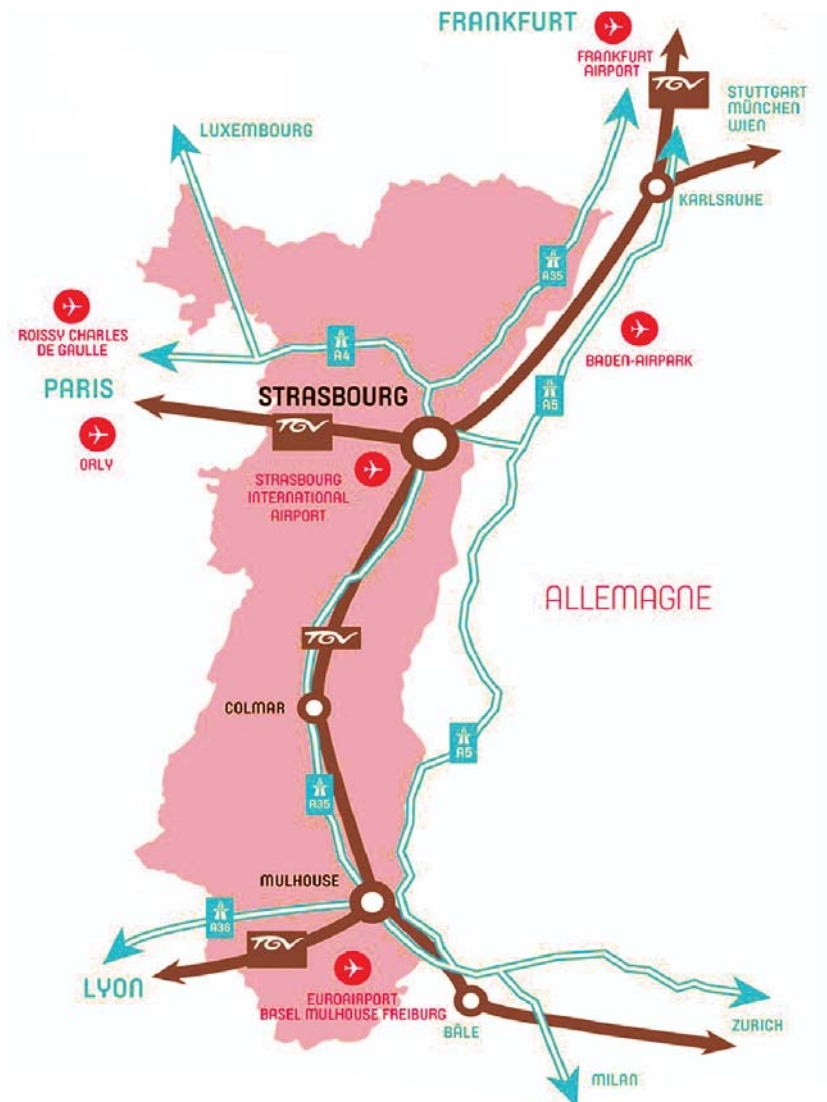 FRANKFURT
FRANKFURT
AIRPORT
TGV
STUTTGART
MÜNCHEN
WIEN
LUXEMBOURG
KARLSRUHE
A35
ROISSY CHARLES
DE GAULLE
A4
BADEN-AIRPARK
PARIS
STRASBOURG
A5
TGV
ORLY
STRASBOURG
INTERNATIONAL
AIRPORT
ALLEMAGNE
TGV
COLMAR
A5
A35
MULHOUSE
A36
TGV
LYON
EUROAIRPORT
BASEL MULHOUSE FREIBURG
BÂLE
ZURICH
MILAN